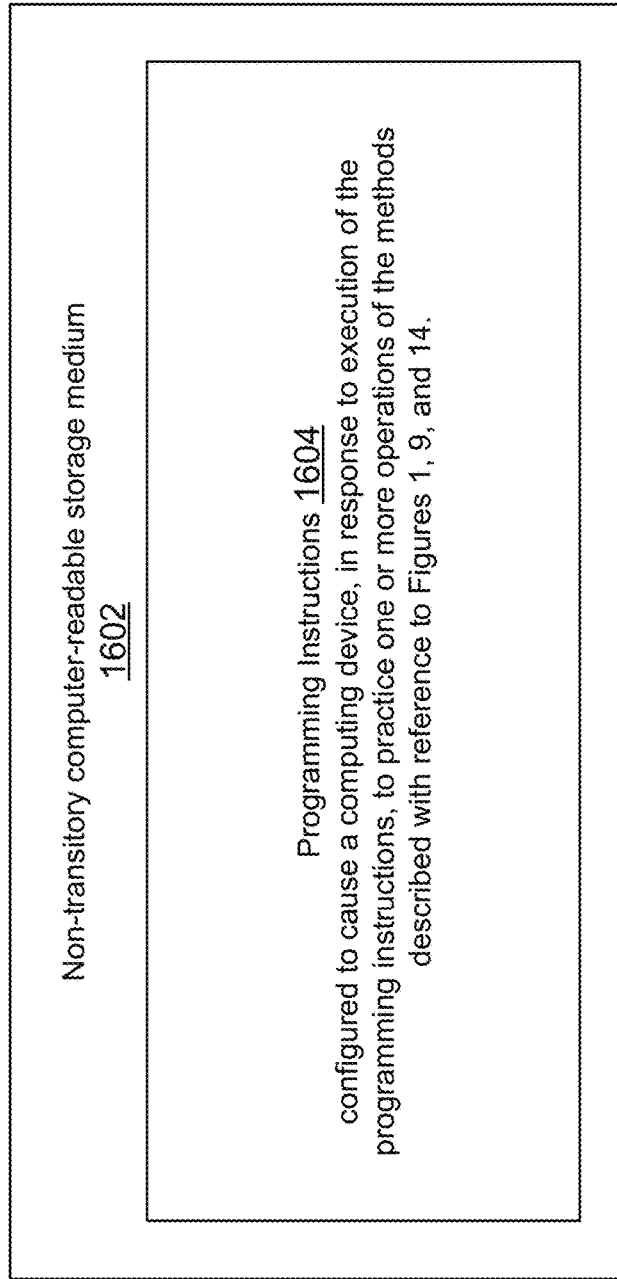 Non-transitory computer-readable storage medium
1602
Programming Instructions 1604
configured to cause a computing device, in response to execution of the
programming instructions, to practice one or more operations of the methods
described with reference to Figures 1, 9, and 14.